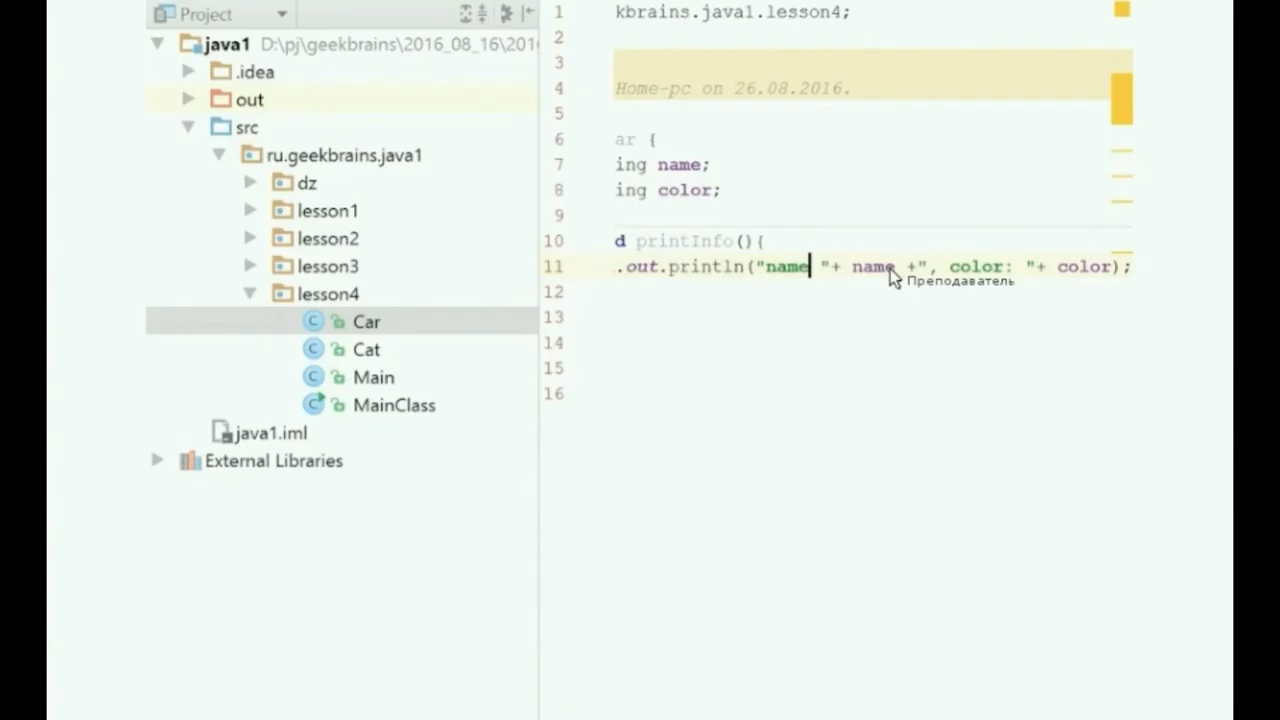 Project
java1 D:\pj\geekbrains\2016_08_16\201
.idea
out
src
ru.geekbrains.java1
dz
lesson1
lesson2
lesson3
lesson4
Car
Cat
Main
MainClass
java1.iml
External Libraries
1 kbrains.java1.lesson4;
2
3
4 Home-pc on 26.08.2016.
5
6 ar {
7 ing name;
8 ing color;
9
10 d printInfo(){
11 .out.println("name "+ name +", color: "+ color);
Преподаватель
12
13
14
15
16